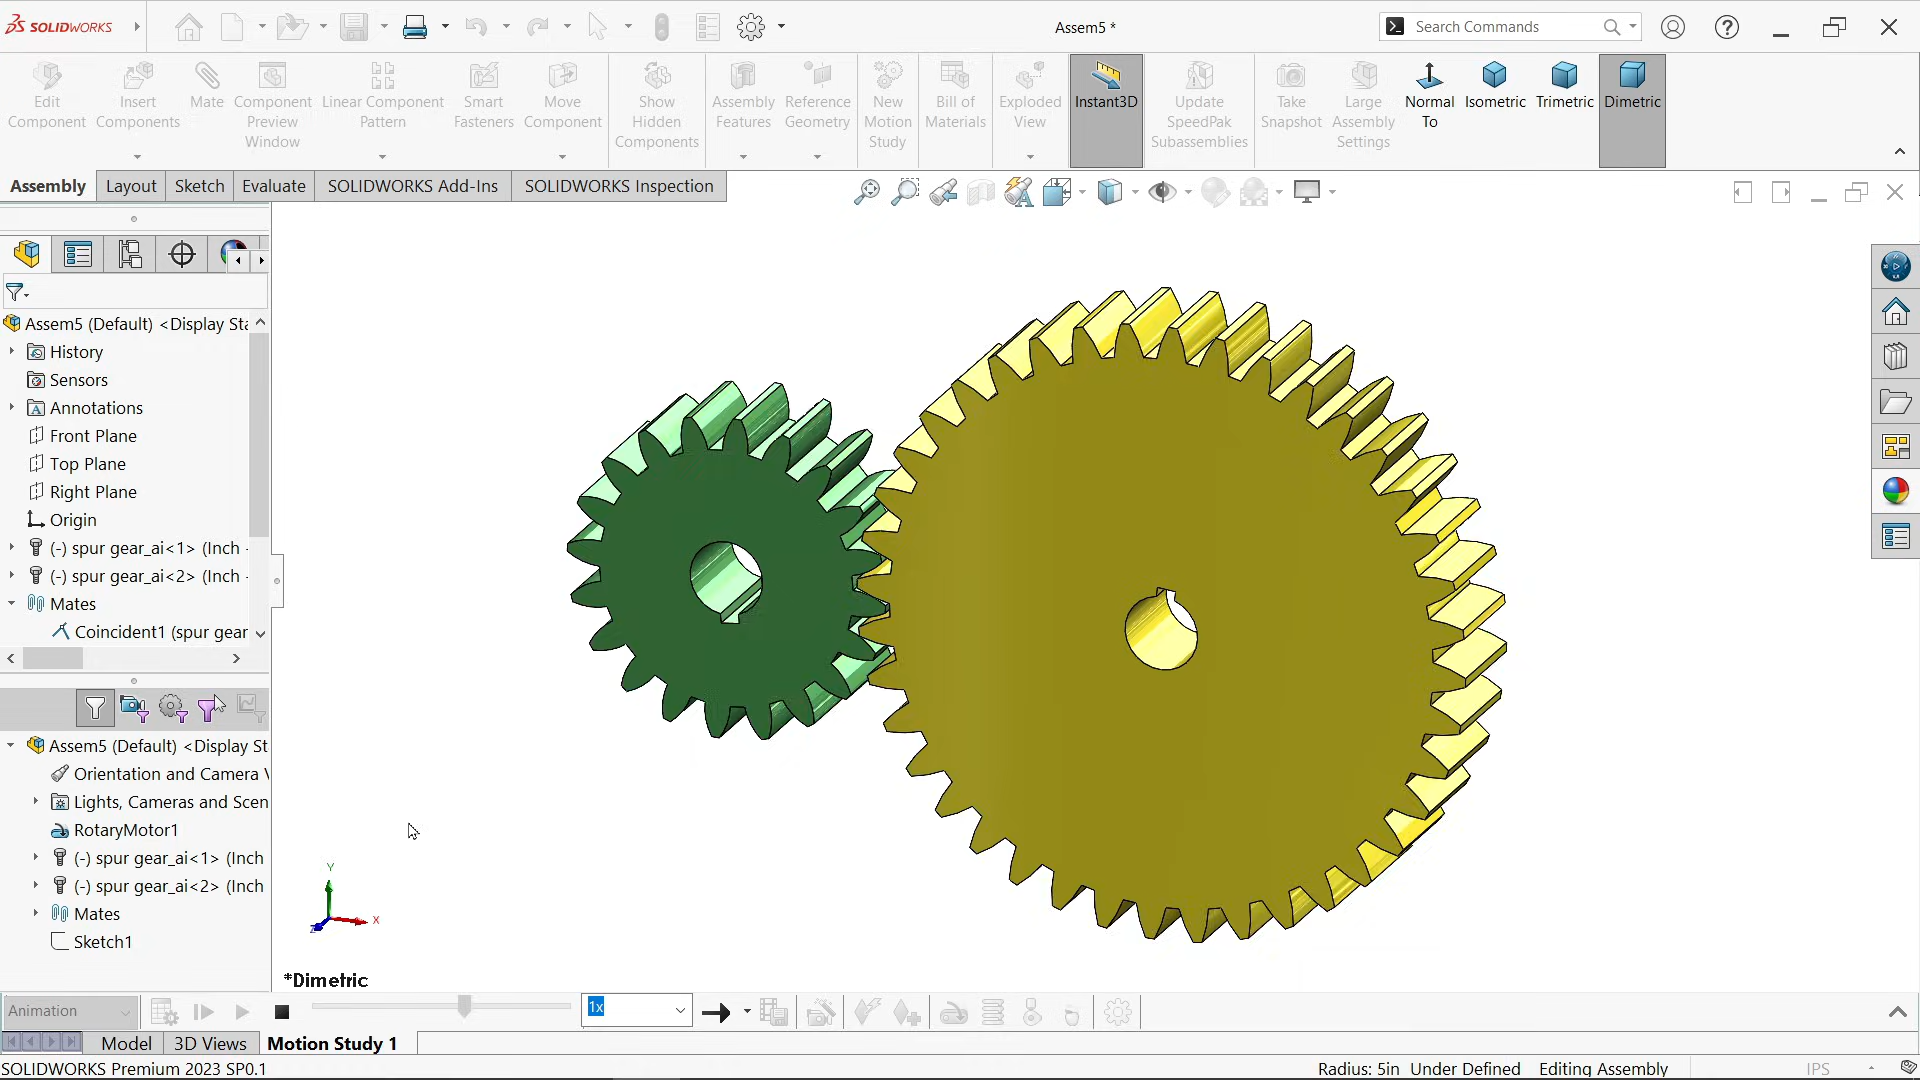 SOLIDWORKS
Assem5 *
Search Commands
Edit Component
Insert Components
Mate
Component Preview Window
Linear Component Pattern
Smart Fasteners
Move Component
Show Hidden Components
Assembly Features
Reference Geometry
New Motion Study
Bill of Materials
Exploded View
Instant3D
Update SpeedPak Subassemblies
Take Snapshot
Large Assembly Settings
Normal To
Isometric
Trimetric
Dimetric
Assembly
Layout
Sketch
Evaluate
SOLIDWORKS Add-Ins
SOLIDWORKS Inspection
Assem5 (Default) <Display Sta
History
Sensors
Annotations
Front Plane
Top Plane
Right Plane
Origin
(-) spur gear_ai<1> (Inch -
(-) spur gear_ai<2> (Inch -
Mates
Coincident1 (spur gear
Assem5 (Default) <Display St
Orientation and Camera V
Lights, Cameras and Scen
RotaryMotor1
(-) spur gear_ai<1> (Inch
(-) spur gear_ai<2> (Inch
Mates
Sketch1
Y
X
Z
*Dimetric
Animation
1x
Model
3D Views
Motion Study 1
SOLIDWORKS Premium 2023 SP0.1
Radius: 5in Under Defined
Editing Assembly
IPS